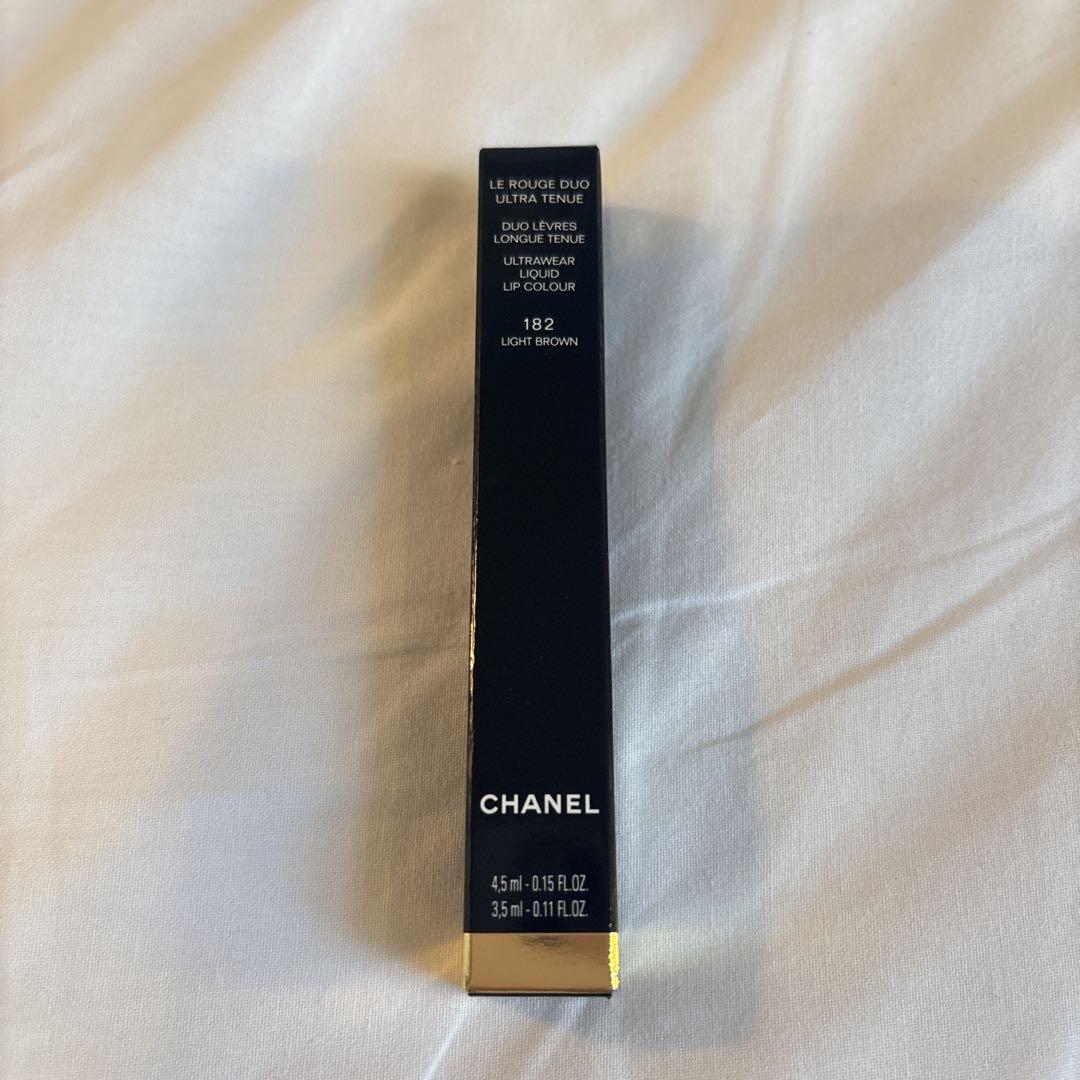 LE ROUGE DUO
ULTRA TENUE
DUO LÈVRES
LONGUE TENUE
ULTRAWEAR
LIQUID
LIP COLOUR
182
LIGHT BROWN
CHANEL
4,5 ml - 0.15 FL.OZ.
3,5 ml - 0.11 FL.OZ.